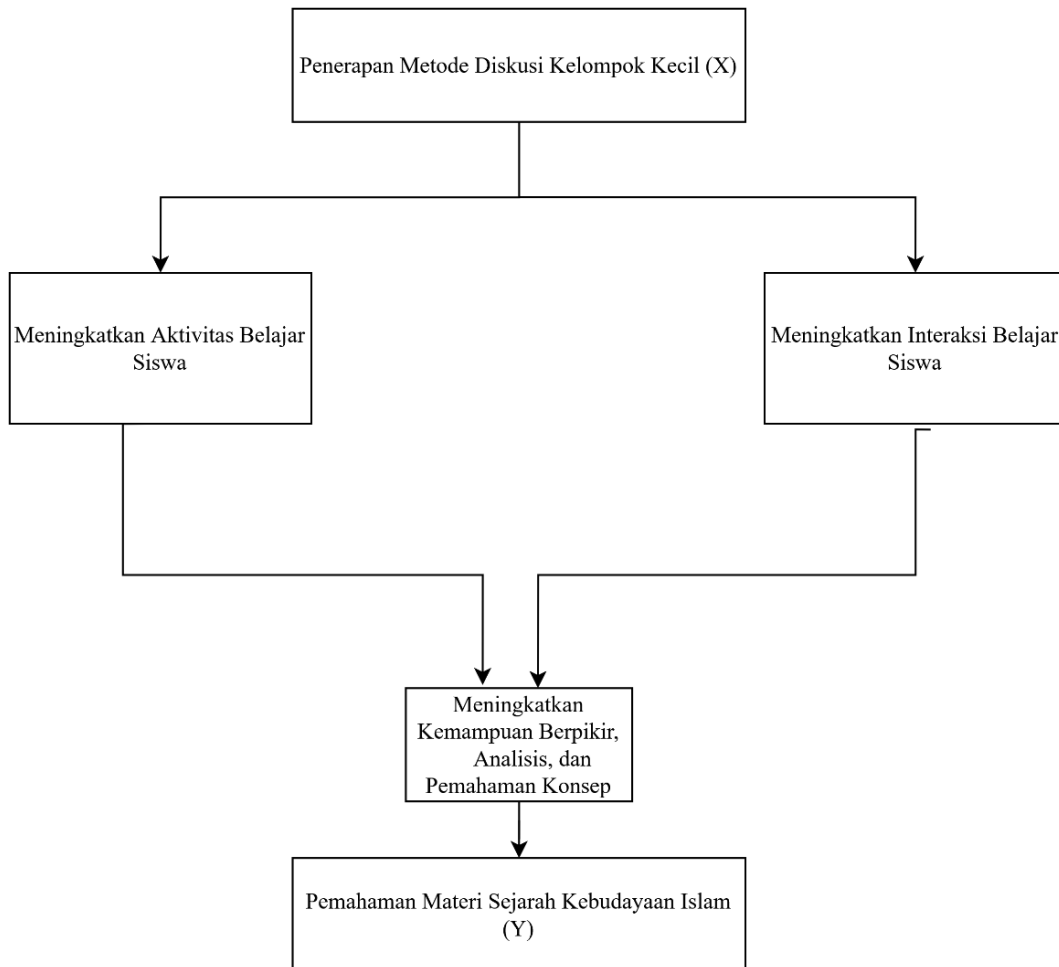 Penerapan Metode Diskusi Kelompok Kecil (X)
Meningkatkan Aktivitas Belajar
Siswa
Meningkatkan Interaksi Belajar
Siswa
Meningkatkan
Kemampuan Berpikir,
Analisis, dan
Pemahaman Konsep
Pemahaman Materi Sejarah Kebudayaan Islam
(Y)